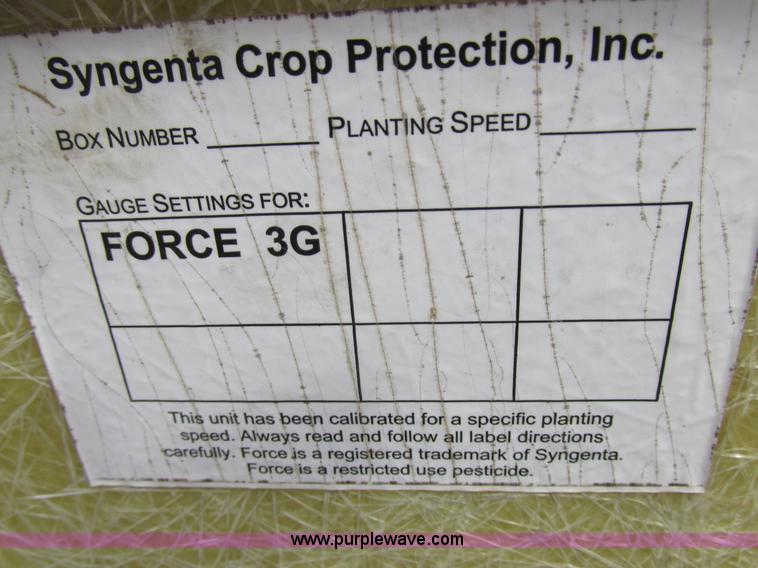 Syngenta Crop Protection, Inc.
BOX NUMBER ________ PLANTING SPEED ____________
GAUGE SETTINGS FOR:
FORCE 3G
This unit has been calibrated for a specific planting
speed. Always read and follow all label directions
carefully. Force is a registered trademark of Syngenta.
Force is a restricted use pesticide.
www.purplewave.com